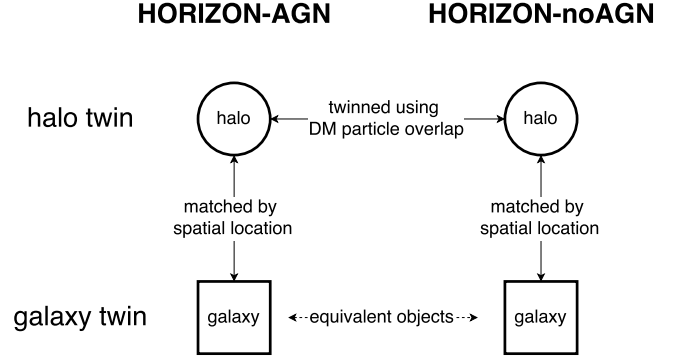 HORIZON-AGN HORIZON-noAGN
halo twin
halo
twinned using
DM particle overlap
halo
matched by
spatial location
matched by
spatial location
galaxy twin
galaxy
equivalent objects
galaxy